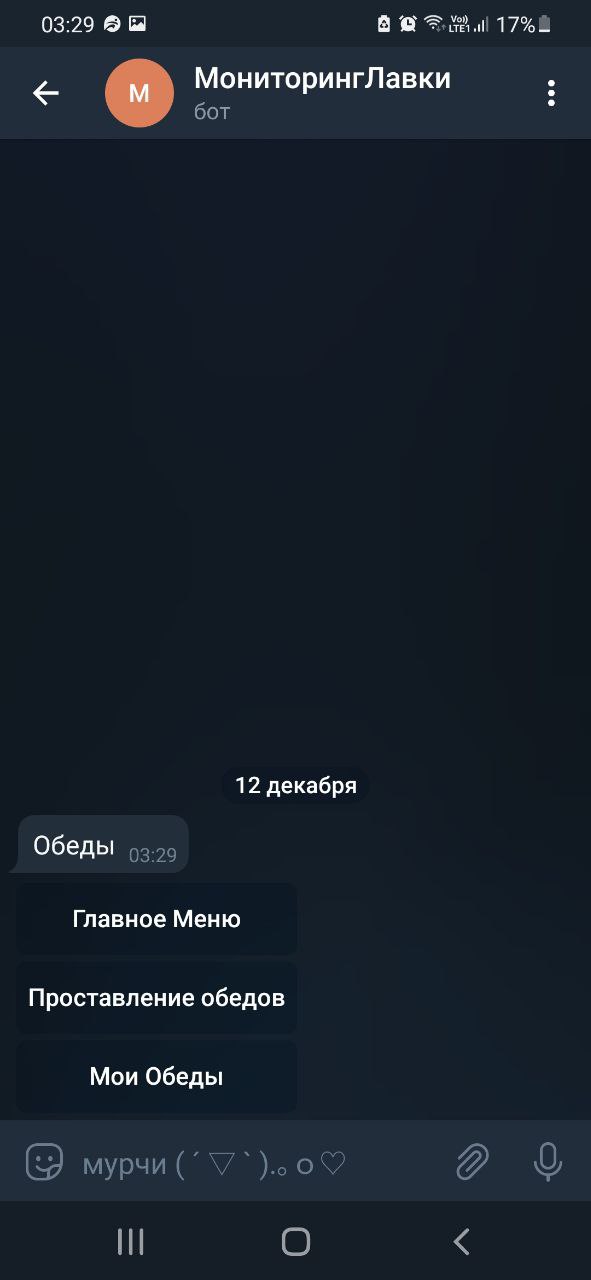 03:29 Vo)) LTE1 17%
М МониторингЛавки
бот
12 декабря
Обеды 03:29
Главное Меню
Проставление обедов
Мои Обеды
мурчи ( ´ ▽ ` ).｡ｏ♡